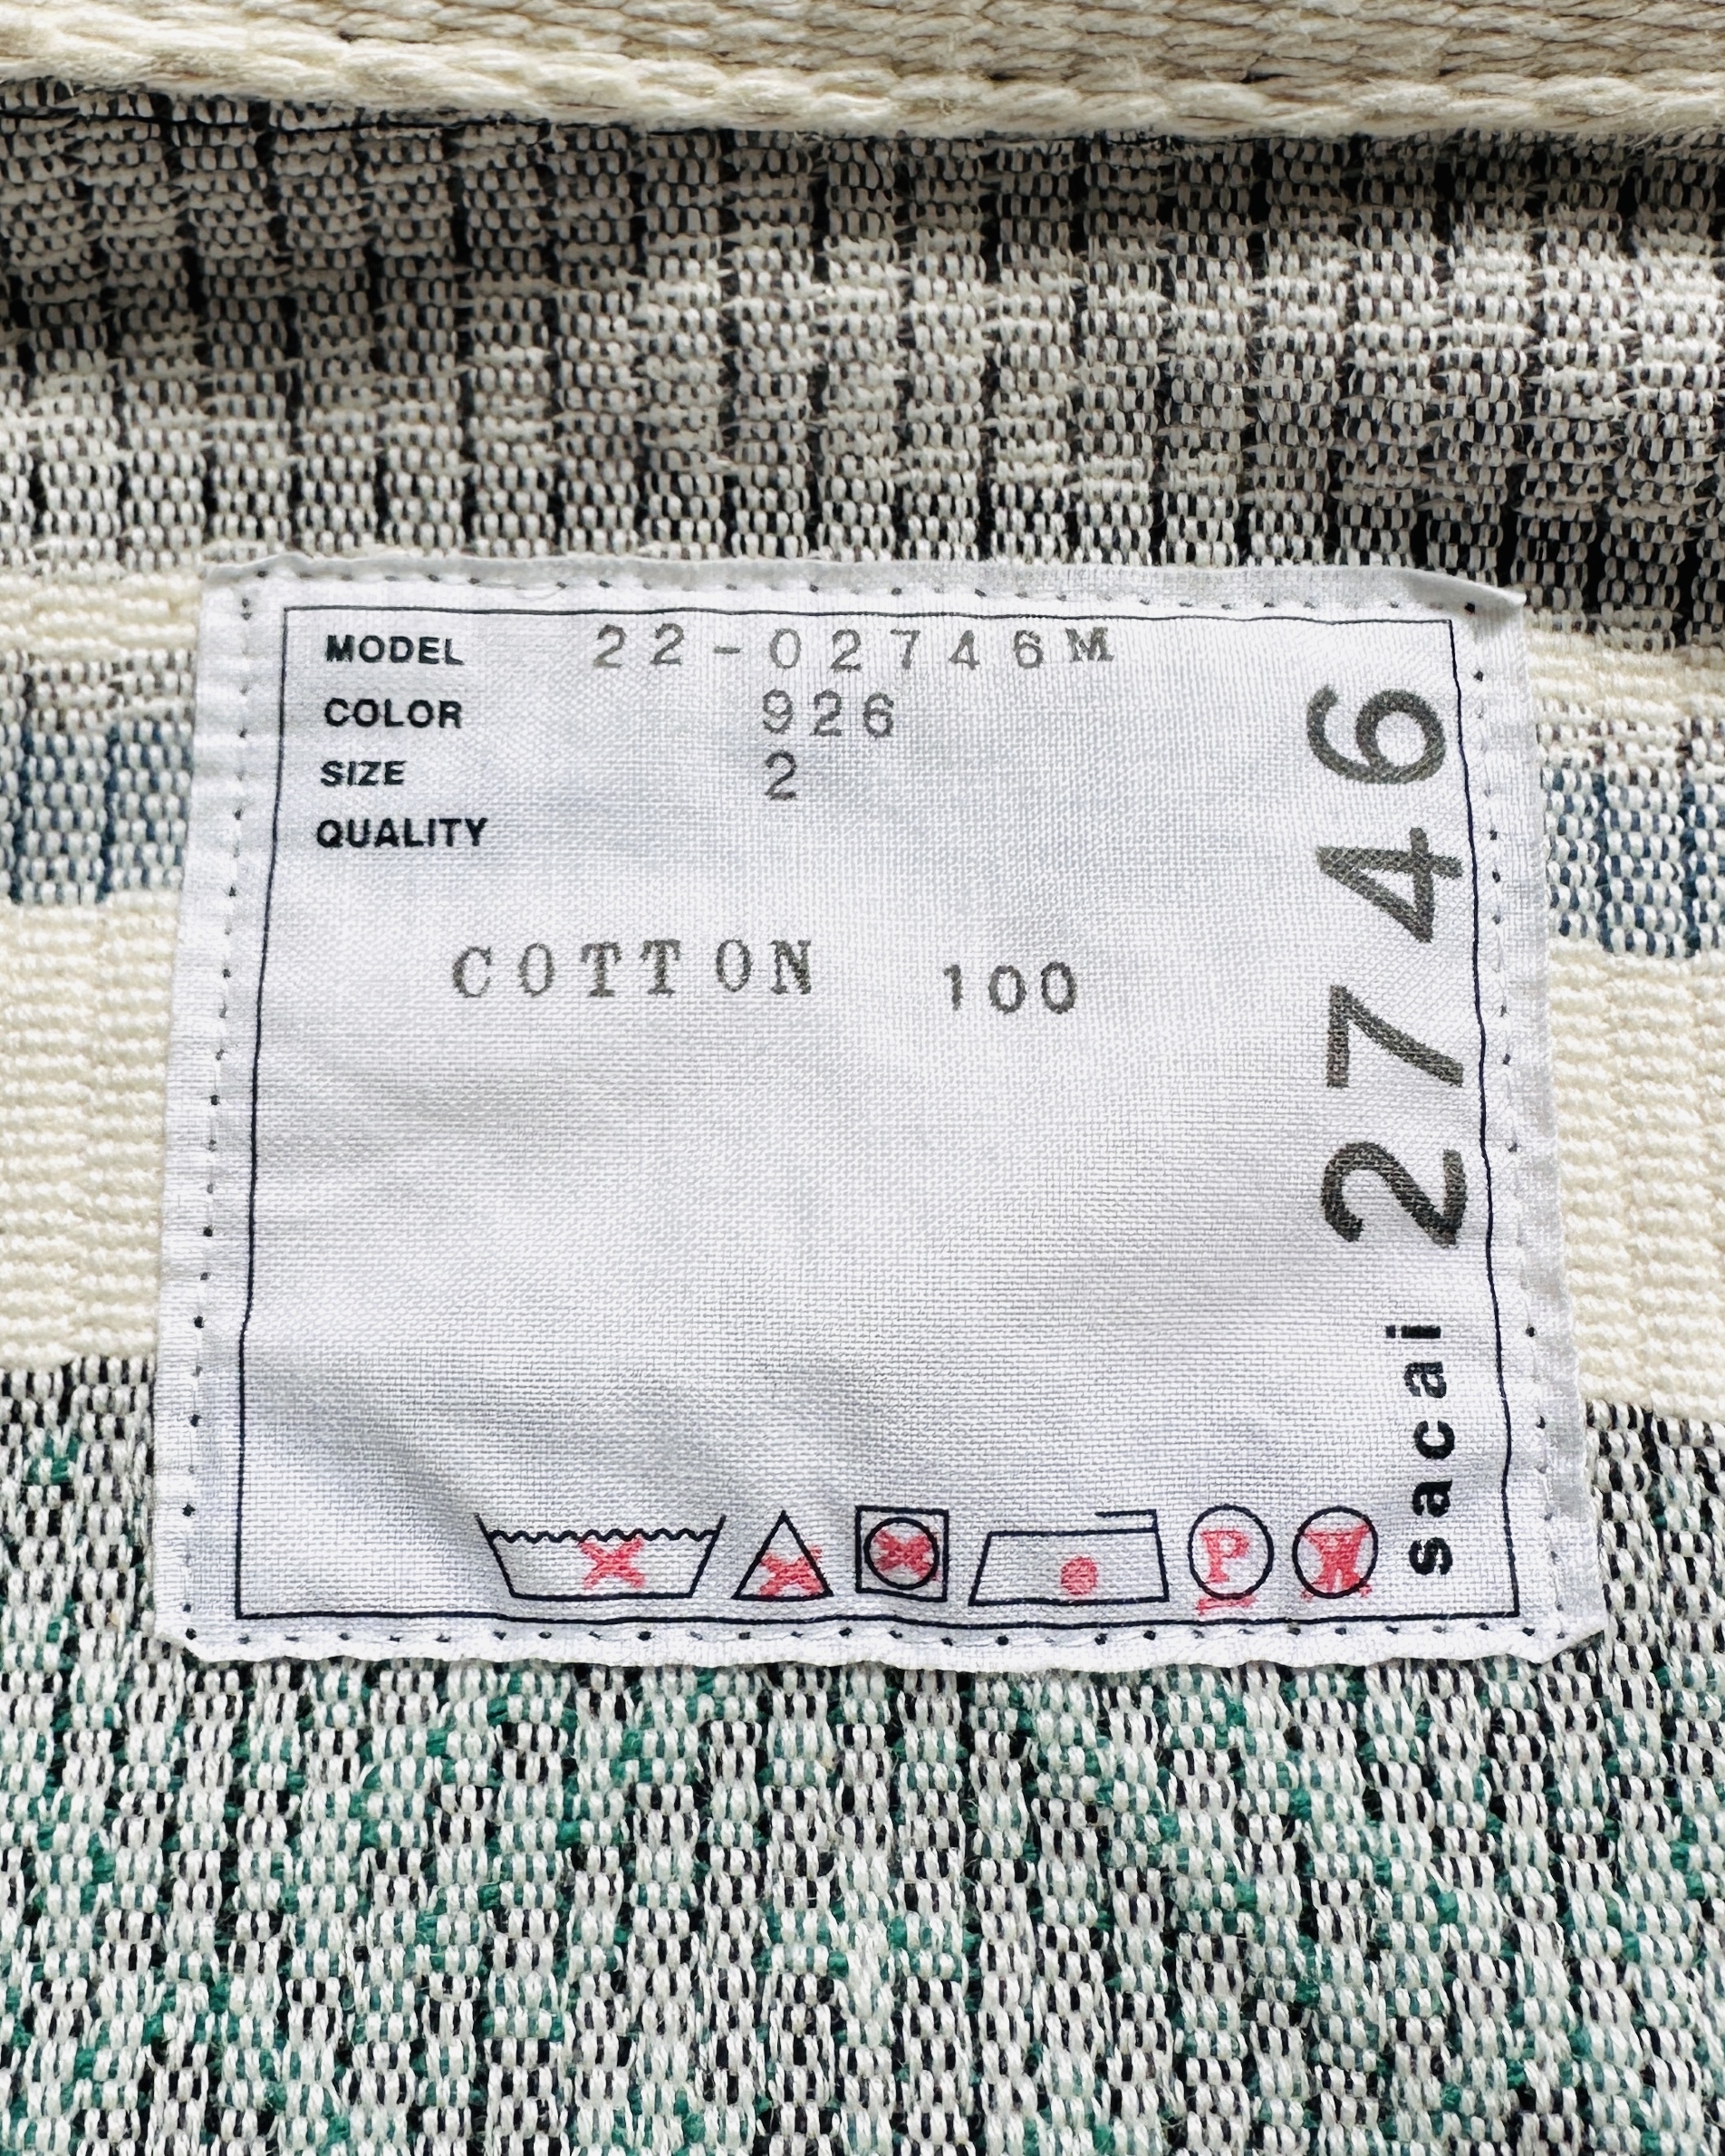 MODEL 22-02746M
COLOR 926
SIZE 2
QUALITY
COTTON 100
P
W
sacai 2746